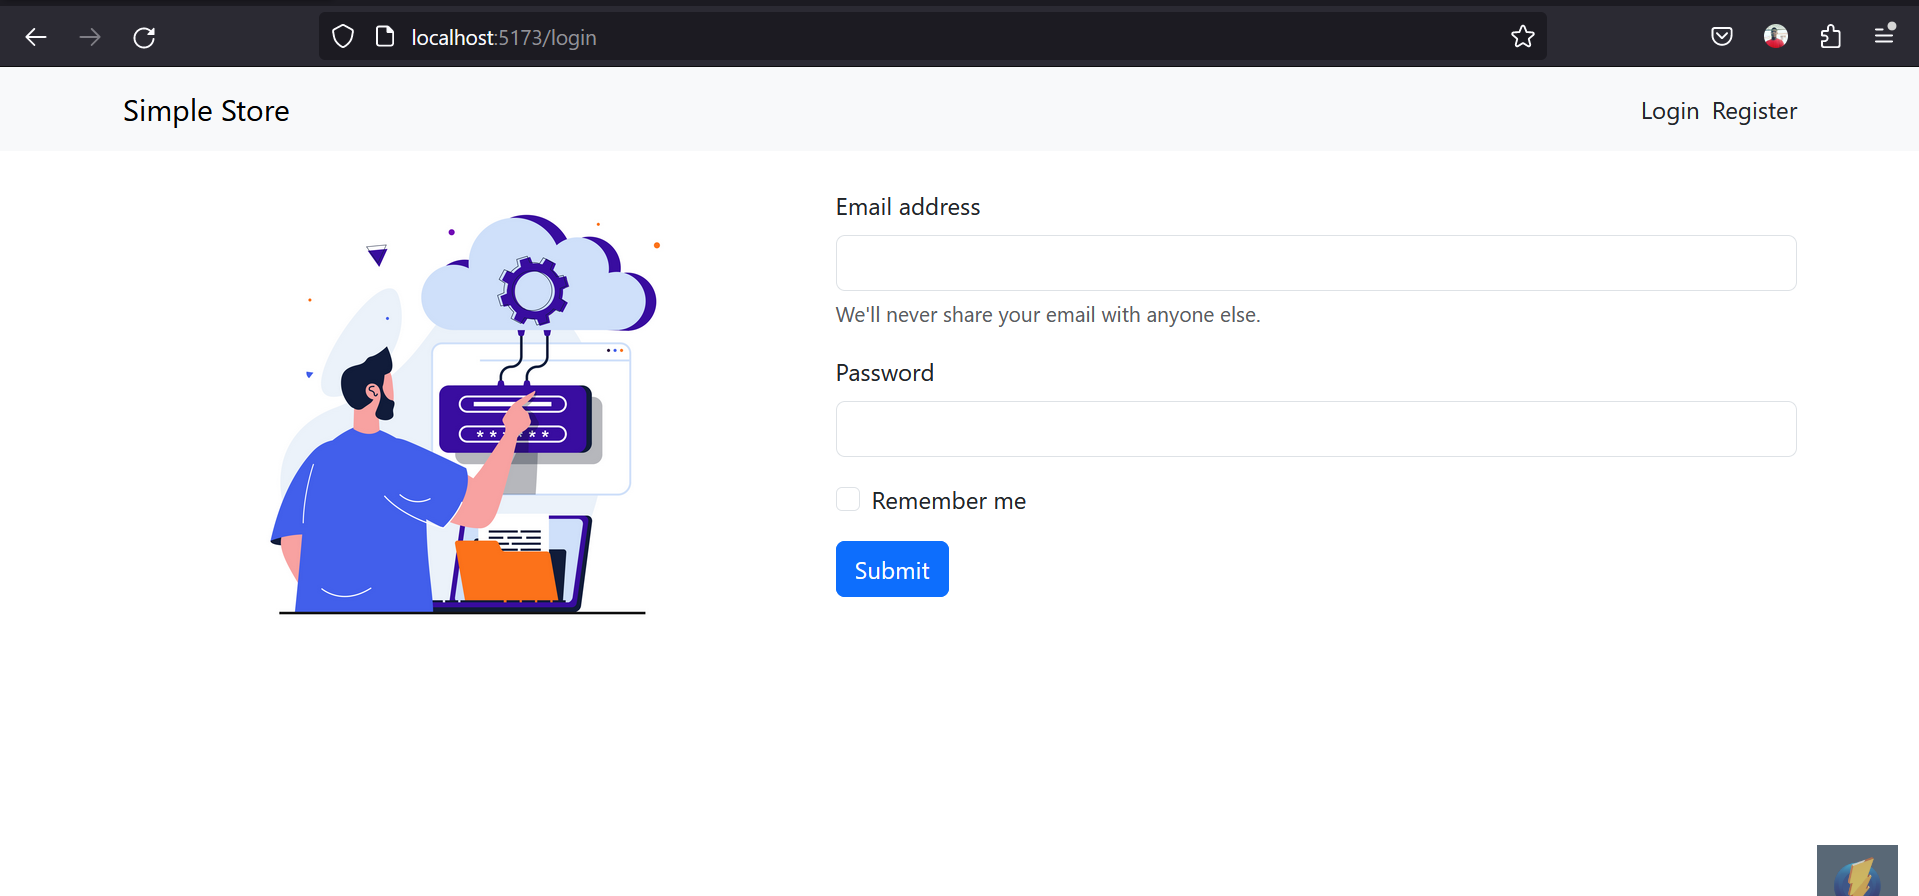 localhost:5173/login
Simple Store
Login Register
Email address
We'll never share your email with anyone else.
Password
******
Remember me
Submit